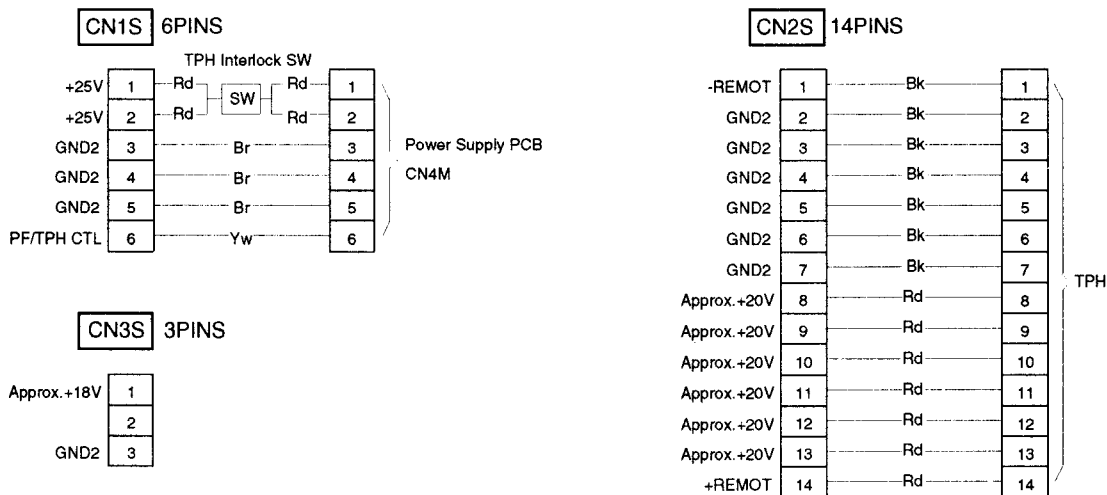 CN1S 6PINS
TPH Interlock SW
+25V 1 Rd SW Rd 1
+25V 2 Rd Rd 2
GND2 3 Br 3
GND2 4 Br 4
GND2 5 Br 5
PF/TPH CTL 6 Yw 6
Power Supply PCB
CN4M
CN3S 3PINS
Approx.+18V 1
2
GND2 3
CN2S 14PINS
-REMOT 1 Bk 1
GND2 2 Bk 2
GND2 3 Bk 3
GND2 4 Bk 4
GND2 5 Bk 5
GND2 6 Bk 6
GND2 7 Bk 7
Approx.+20V 8 Rd 8
Approx.+20V 9 Rd 9
Approx.+20V 10 Rd 10
Approx.+20V 11 Rd 11
Approx.+20V 12 Rd 12
Approx.+20V 13 Rd 13
+REMOT 14 Rd 14
TPH